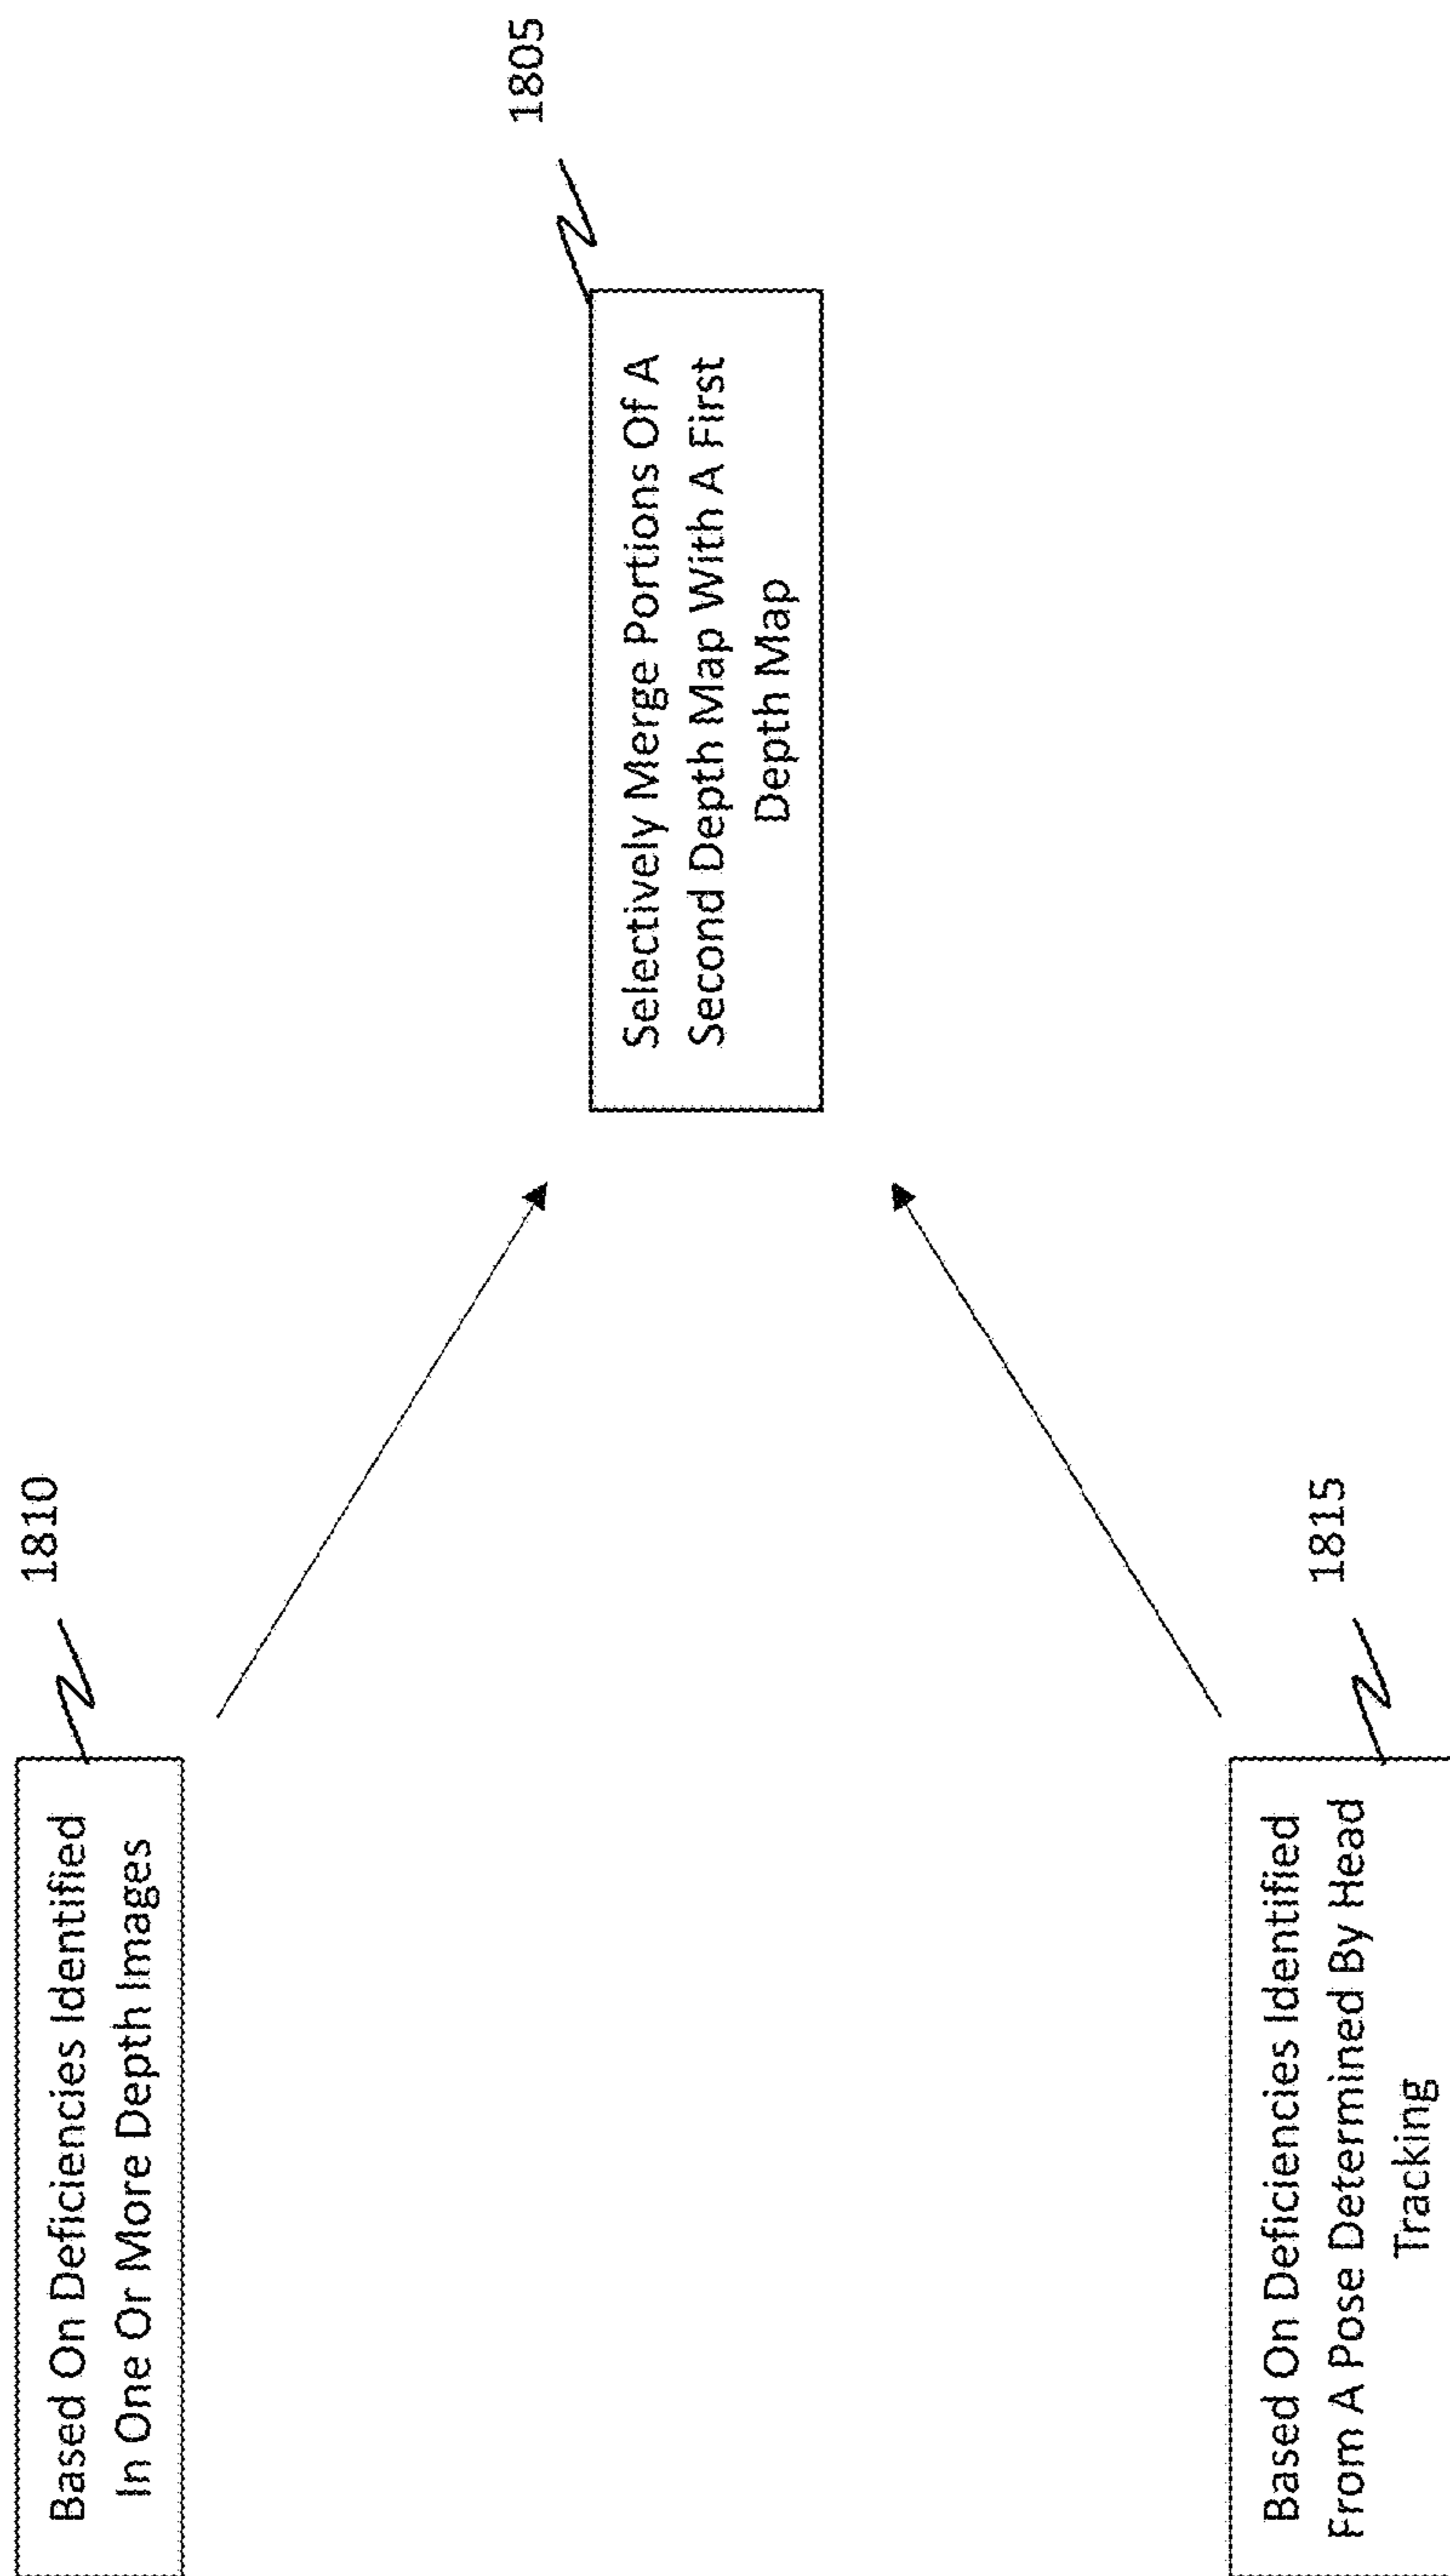 1810
Based On Deficiencies Identified
In One Or More Depth Images
1805
Selectively Merge Portions Of A
Second Depth Map With A First
Depth Map
1815
Based On Deficiencies Identified
From A Pose Determined By Head
Tracking